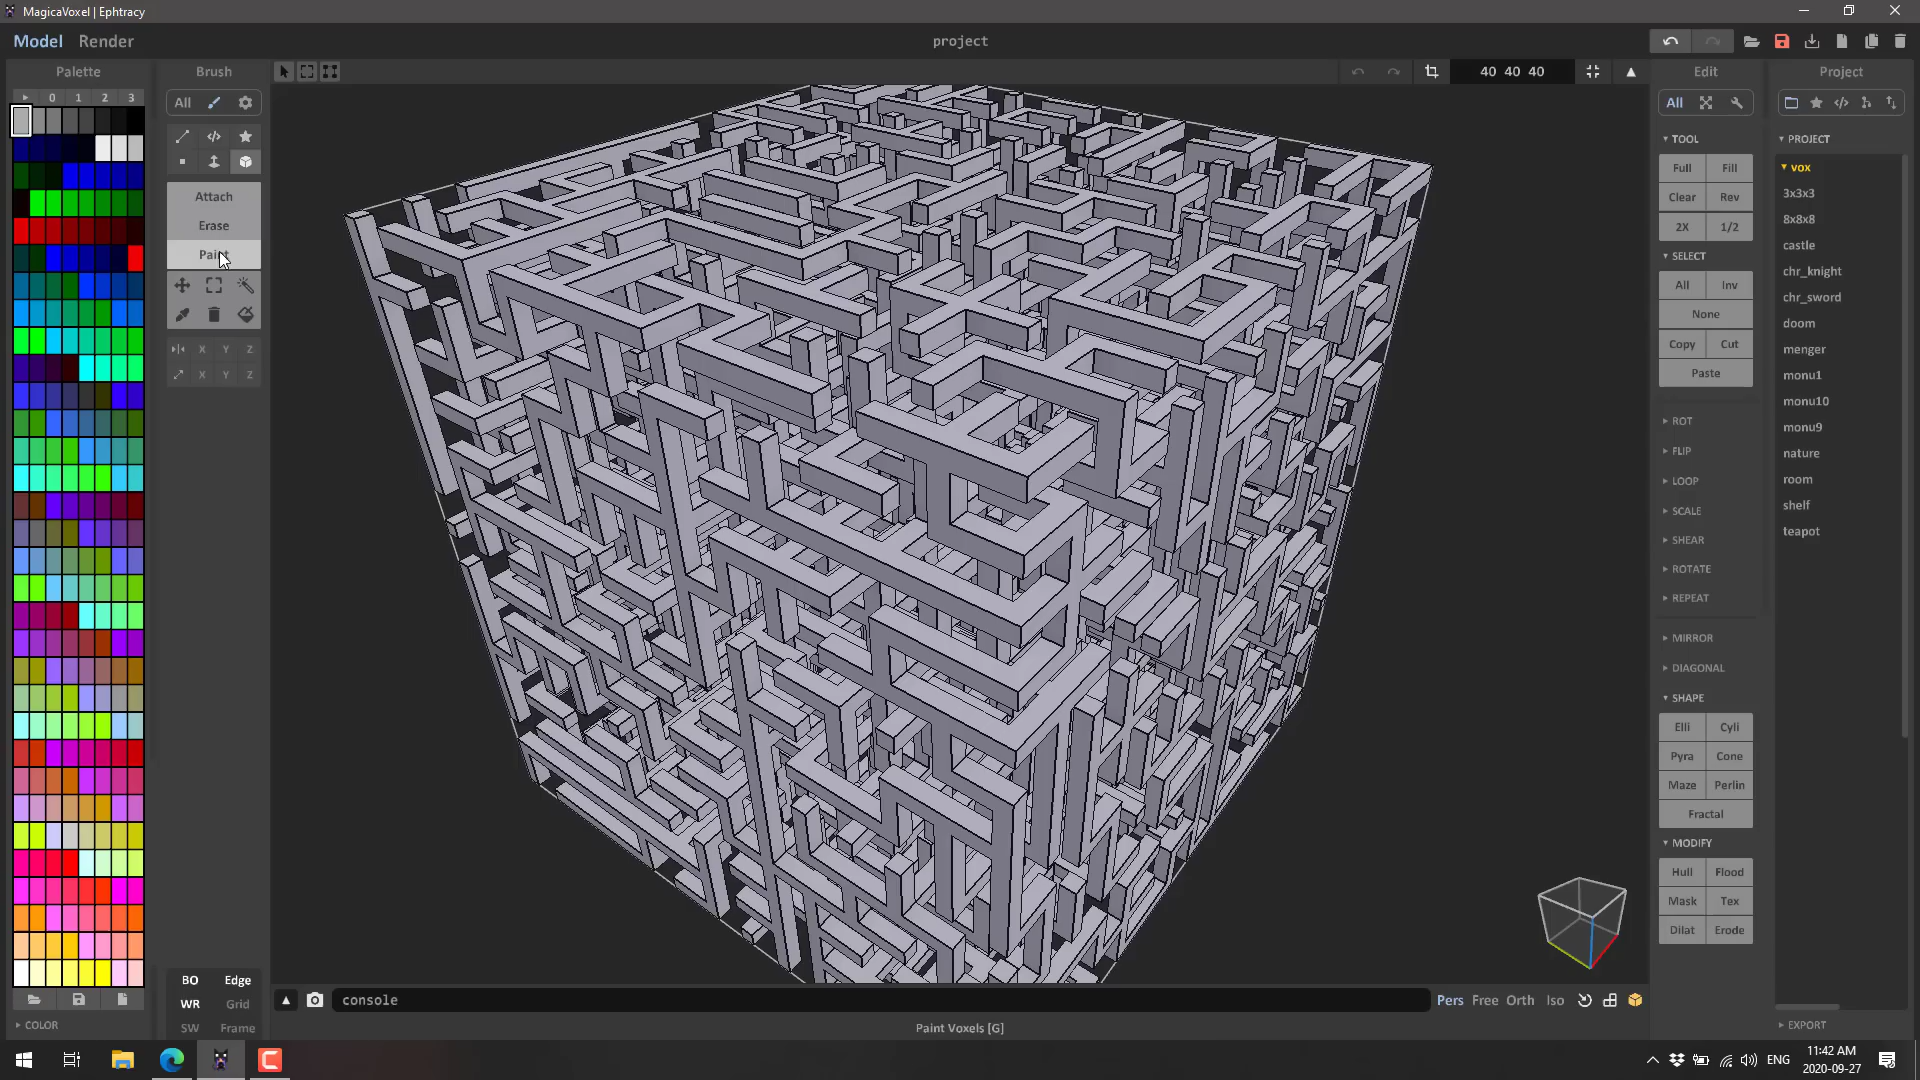 MagicaVoxel | Ephtracy
Model Render
project
Palette
Brush
40 40 40
Edit
Project
0 1 2 3
All
All
TOOL
Full Fill
Clear Rev
2X 1/2
SELECT
All Inv
None
Copy Cut
Paste
ROT
FLIP
LOOP
SCALE
SHEAR
ROTATE
REPEAT
MIRROR
DIAGONAL
SHAPE
Elli Cyli
Pyra Cone
Maze Perlin
Fractal
MODIFY
Hull Flood
Mask Tex
Dilat Erode
PROJECT
vox
3x3x3
8x8x8
castle
chr_knight
chr_sword
doom
menger
monu1
monu10
monu9
nature
room
shelf
teapot
EXPORT
Attach
Erase
Paint
X Y Z
X Y Z
BO Edge
WR Grid
SW Frame
COLOR
console
Pers Free Orth Iso
Paint Voxels [G]
ENG
11:42 AM
2020-09-27